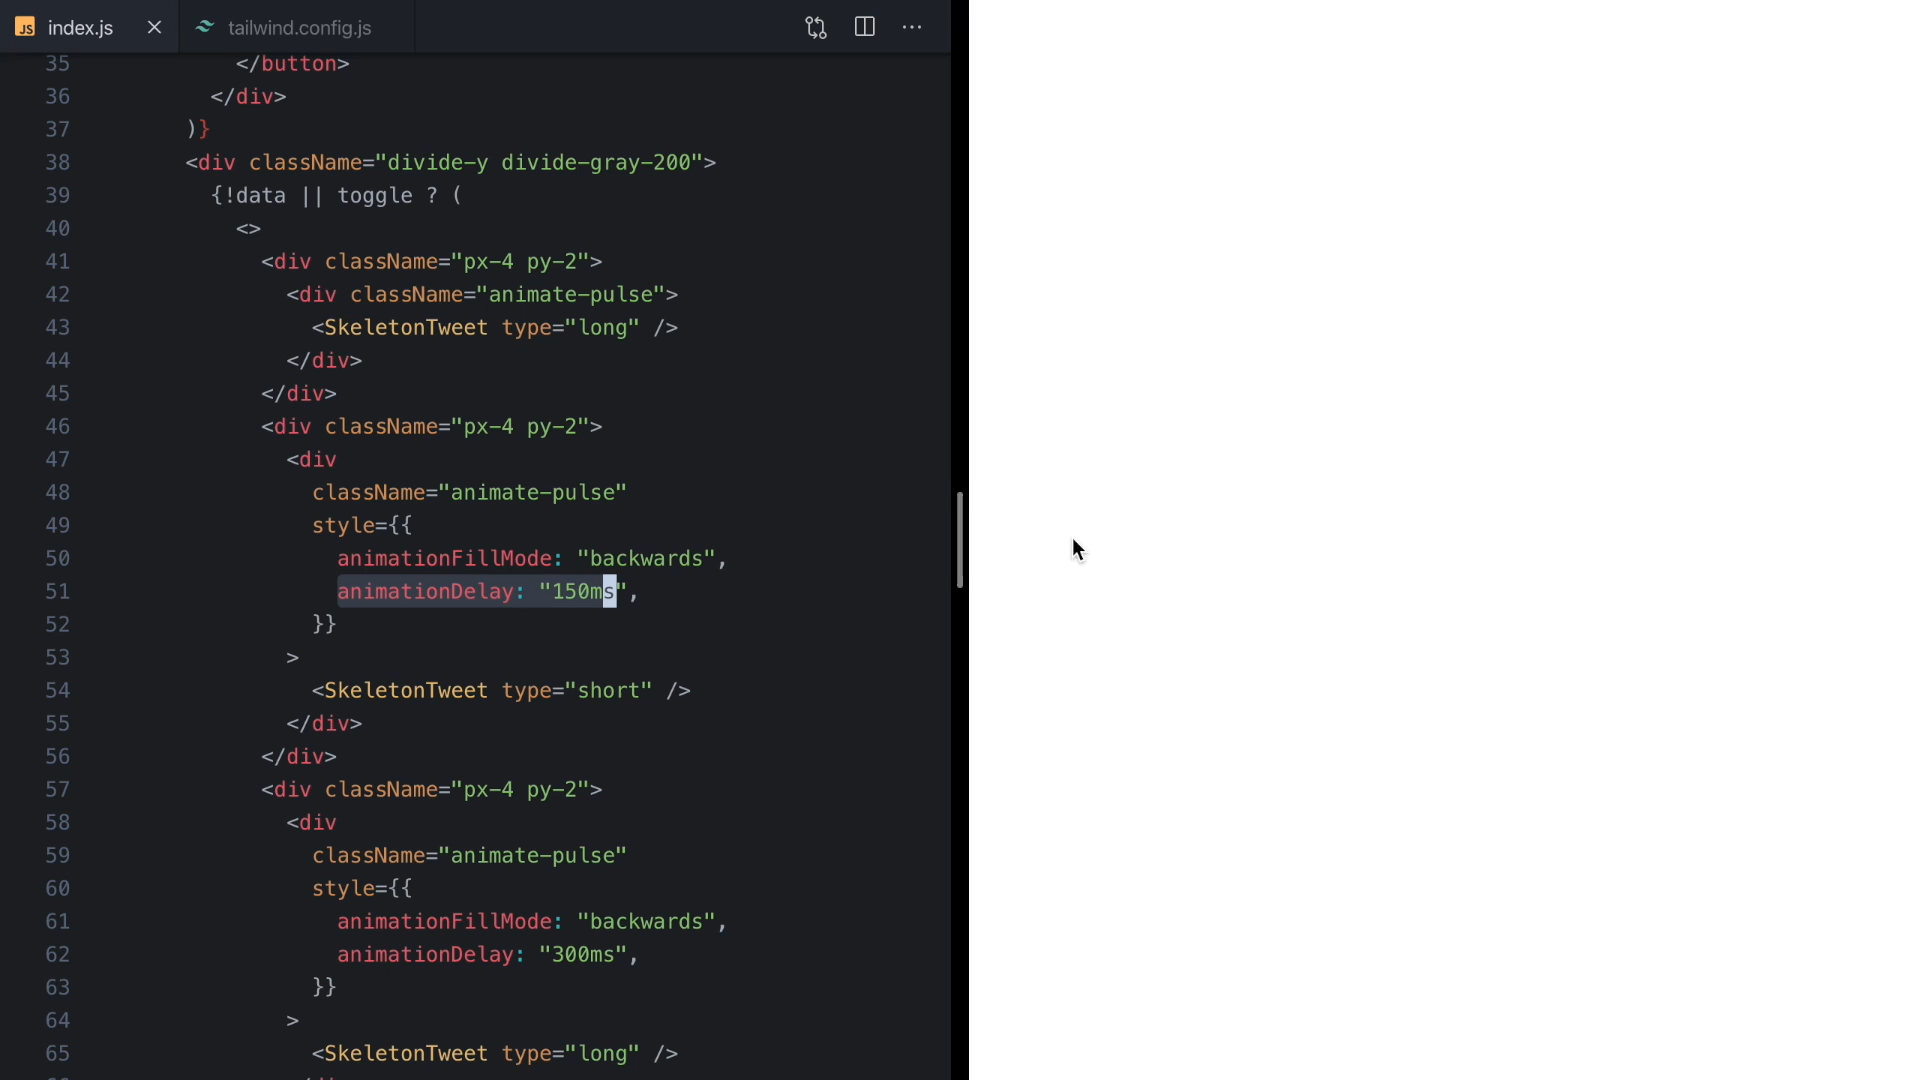 JS index.js tailwind.config.js
35 </button>
36 </div>
37 )}
38 <div className="divide-y divide-gray-200">
39 {!data || toggle ? (
40 <>
41 <div className="px-4 py-2">
42 <div className="animate-pulse">
43 <SkeletonTweet type="long" />
44 </div>
45 </div>
46 <div className="px-4 py-2">
47 <div
48 className="animate-pulse"
49 style={{
50 animationFillMode: "backwards",
51 animationDelay: "150ms",
52 }}
53 >
54 <SkeletonTweet type="short" />
55 </div>
56 </div>
57 <div className="px-4 py-2">
58 <div
59 className="animate-pulse"
60 style={{
61 animationFillMode: "backwards",
62 animationDelay: "300ms",
63 }}
64 >
65 <SkeletonTweet type="long" />